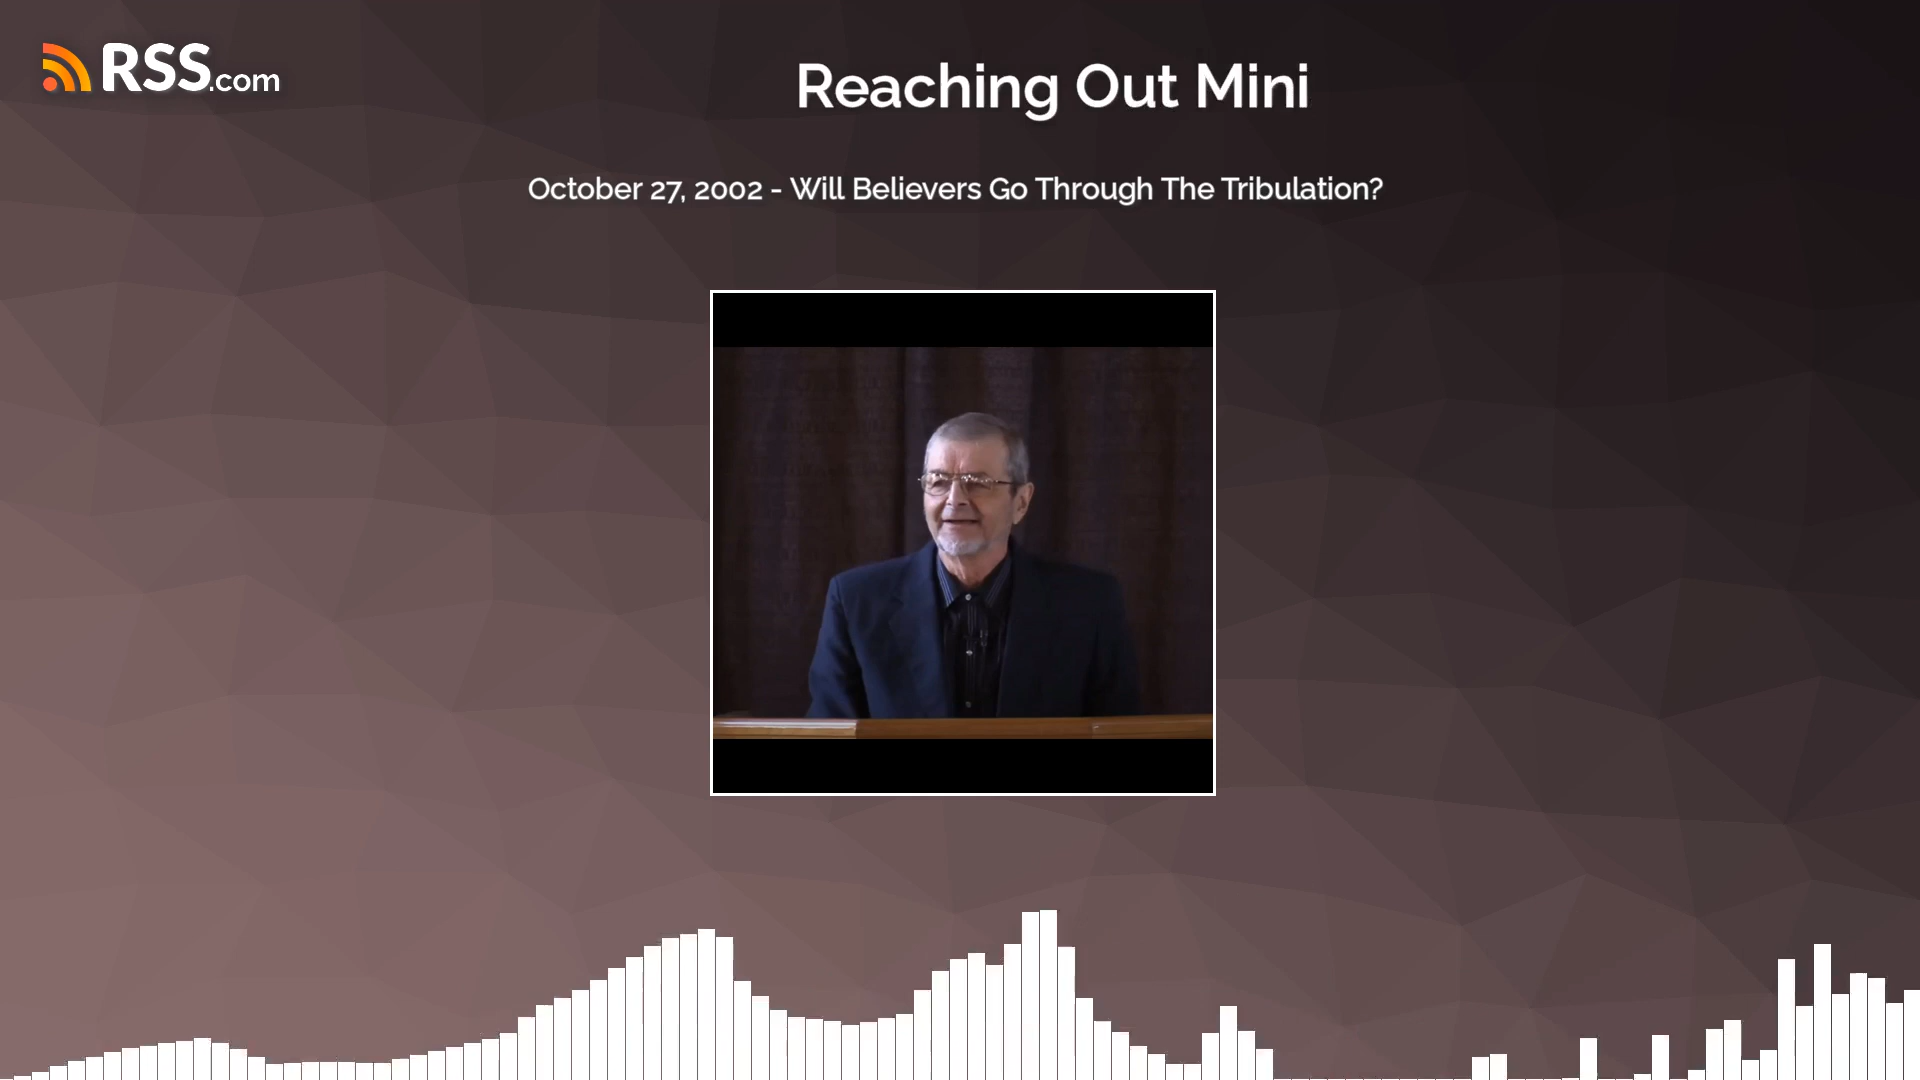 RSS.com
Reaching Out Mini
October 27, 2002 - Will Believers Go Through The Tribulation?